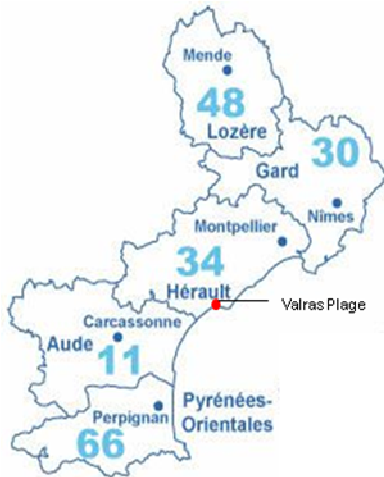 Mende
48
Lozère
30
Gard
Nîmes
Montpellier
34
Hérault
Valras Plage
Carcassonne
Aude
11
Perpignan
66
Pyrénées-
Orientales